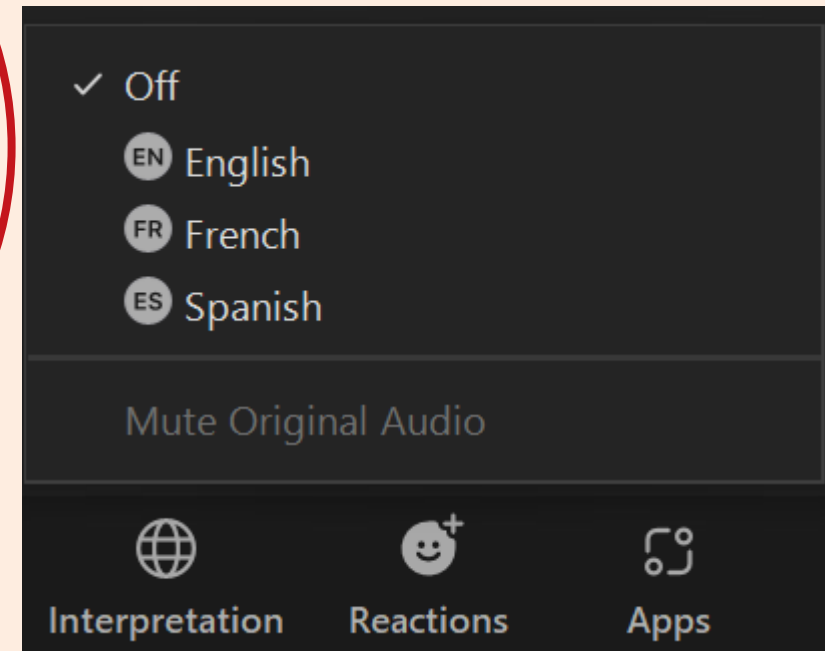 Off
EN English
FR French
ES Spanish
Mute Original Audio
Interpretation Reactions Apps